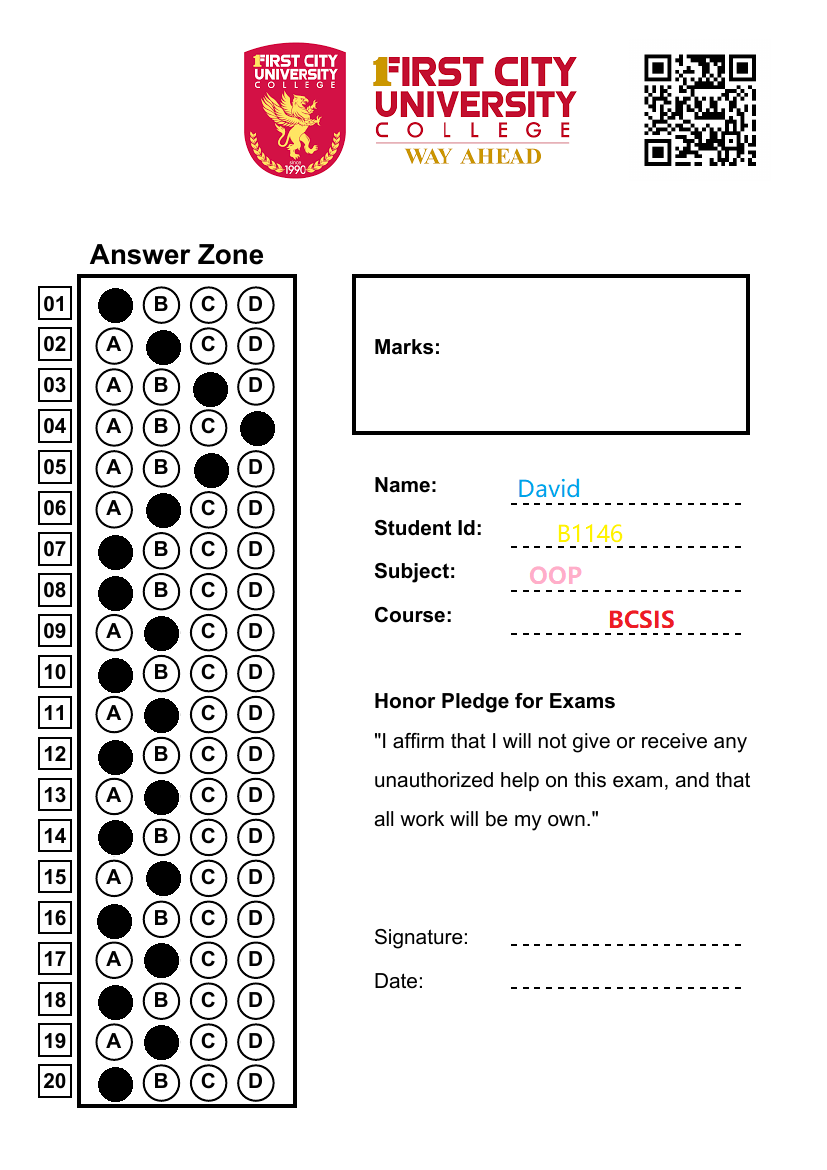 1FIRST CITY
UNIVERSITY
COLLEGE
since
1990
1FIRST CITY
UNIVERSITY
COLLEGE
WAY AHEAD
Answer Zone
01 B C D
02 A C D
03 A B D
04 A B C
05 A B D
06 A C D
07 B C D
08 B C D
09 A C D
10 B C D
11 A C D
12 B C D
13 A C D
14 B C D
15 A C D
16 B C D
17 A C D
18 B C D
19 A C D
20 B C D
Marks:
Name: David
Student Id: B1146
Subject: OOP
Course: BCSIS
Honor Pledge for Exams
"I affirm that I will not give or receive any
unauthorized help on this exam, and that
all work will be my own."
Signature:
Date: